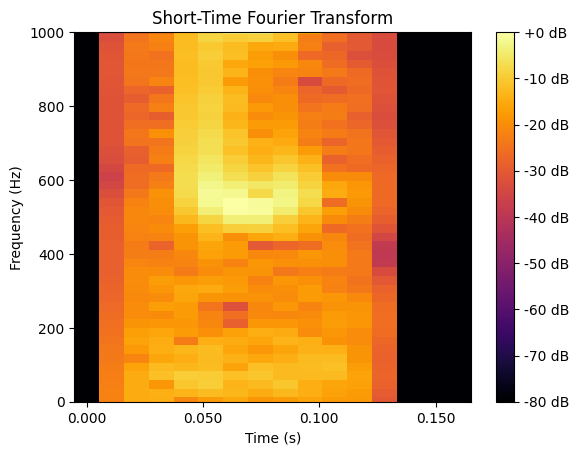 Short-Time Fourier Transform
1000
800
600
400
200
0
Frequency (Hz)
0.000
0.050
0.100
0.150
Time (s)
+0 dB
-10 dB
-20 dB
-30 dB
-40 dB
-50 dB
-60 dB
-70 dB
-80 dB